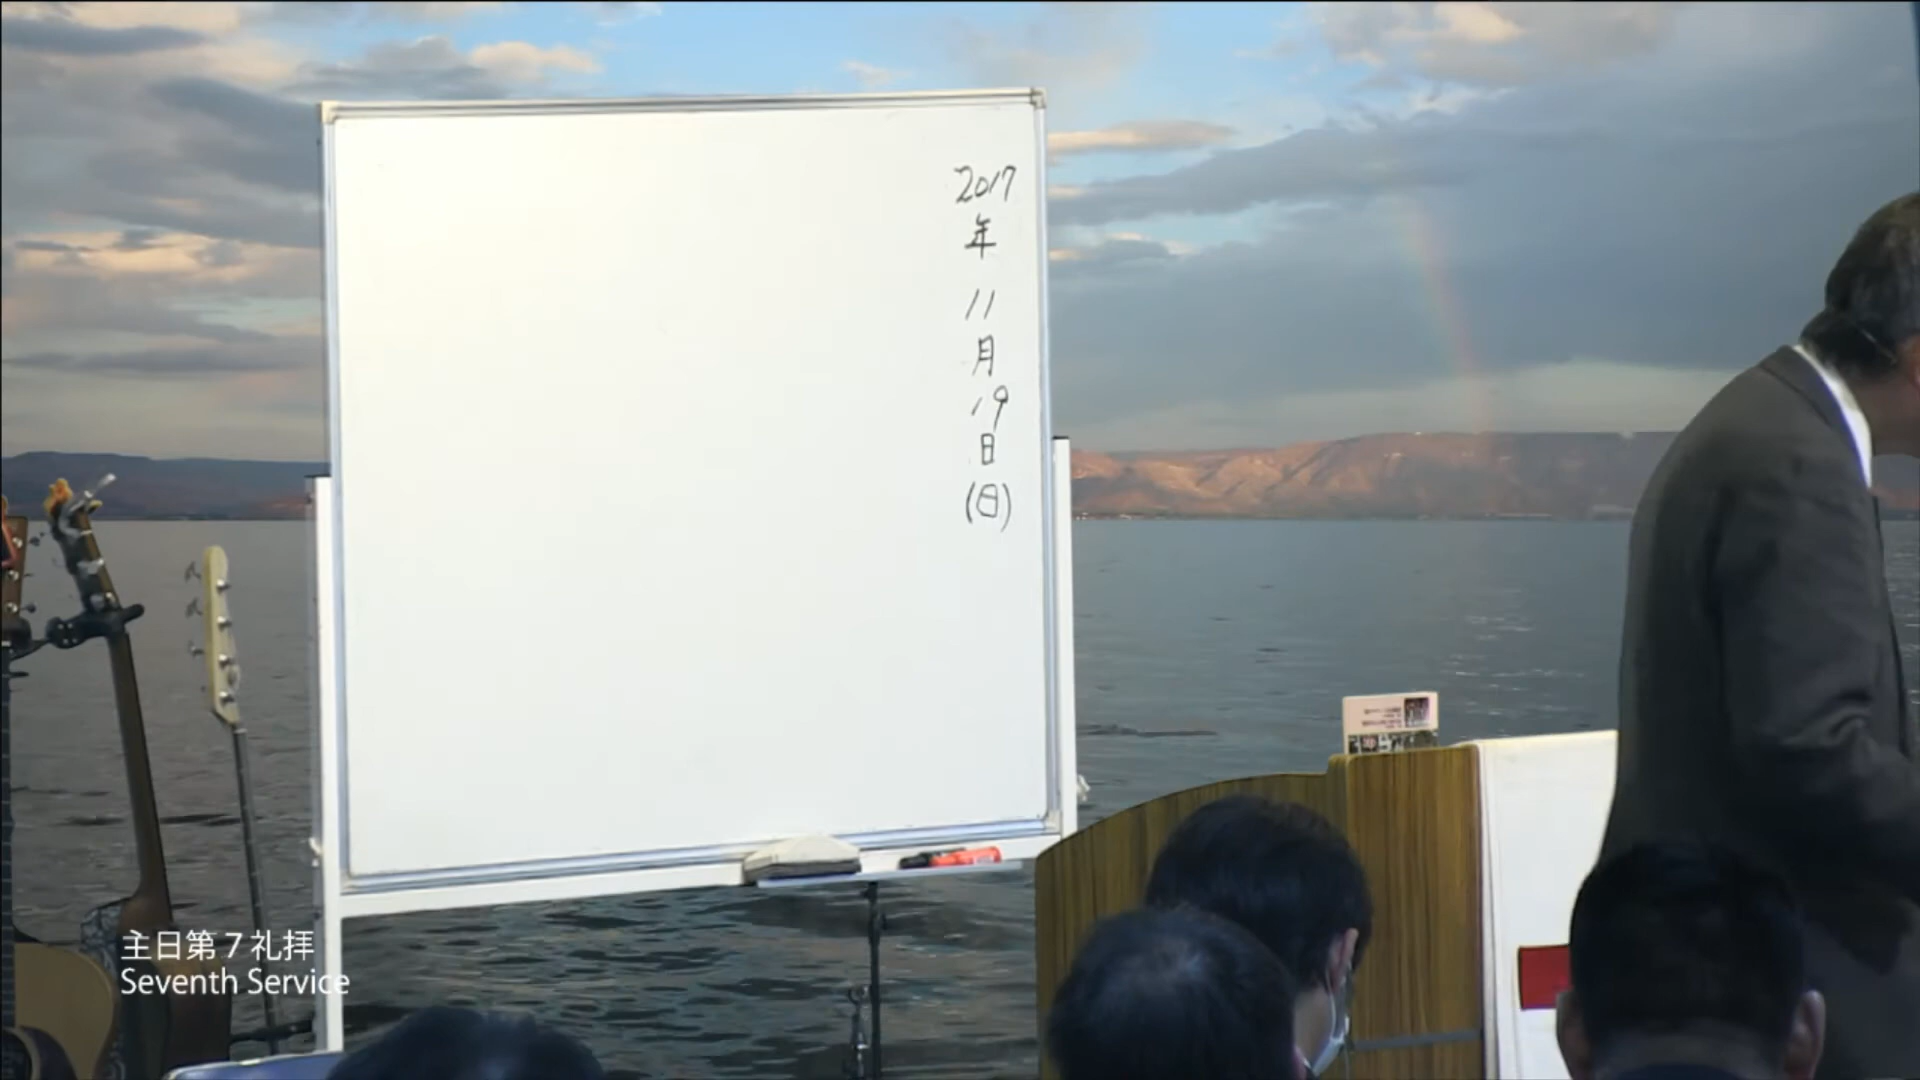 2017
年
11
月
19
日
(日)
主日第7礼拝
Seventh Service